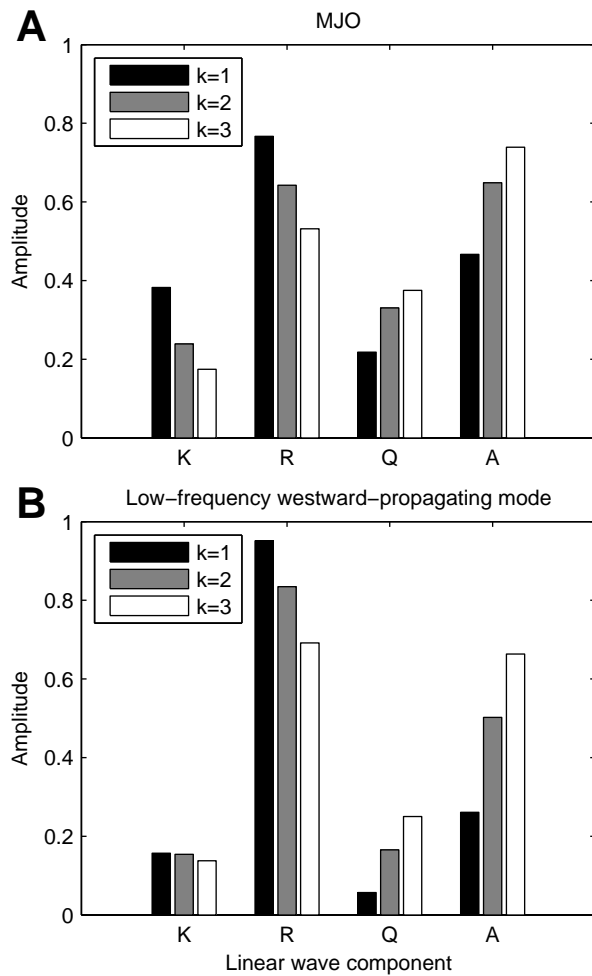 A
MJO
1
0.8
0.6
0.4
0.2
0
Amplitude
k=1
k=2
k=3
K R Q A
B
Low-frequency westward-propagating mode
1
0.8
0.6
0.4
0.2
0
Amplitude
k=1
k=2
k=3
K R Q A
Linear wave component